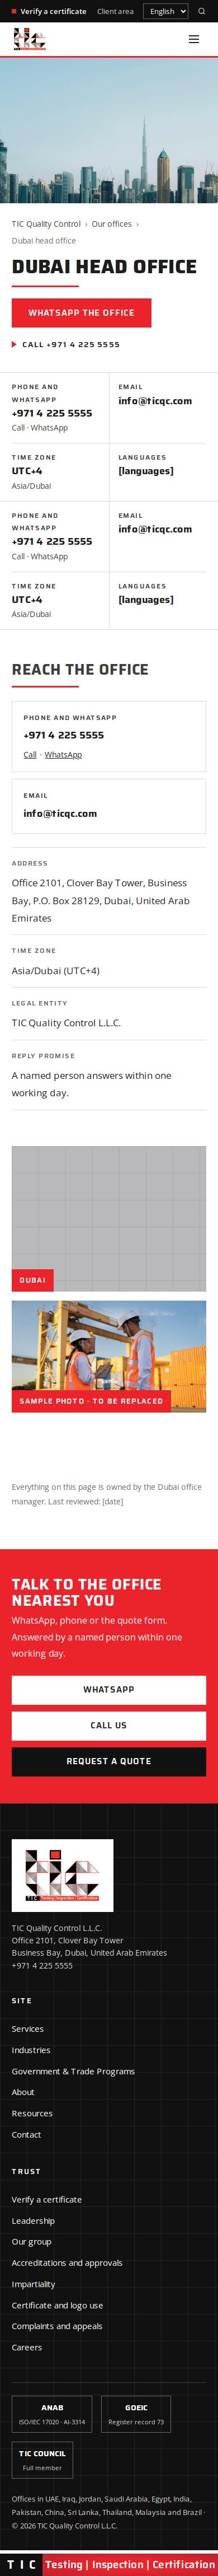 Verify a certificate Client area English
TIC
TIC Quality Control › Our offices ›
Dubai head office
DUBAI HEAD OFFICE
WHATSAPP THE OFFICE
CALL +971 4 225 5555
PHONE AND
WHATSAPP
+971 4 225 5555
Call · WhatsApp
EMAIL
info@ticqc.com
TIME ZONE
UTC+4
Asia/Dubai
LANGUAGES
[languages]
PHONE AND
WHATSAPP
+971 4 225 5555
Call · WhatsApp
EMAIL
info@ticqc.com
TIME ZONE
UTC+4
Asia/Dubai
LANGUAGES
[languages]
REACH THE OFFICE
PHONE AND WHATSAPP
+971 4 225 5555
Call · WhatsApp
EMAIL
info@ticqc.com
ADDRESS
Office 2101, Clover Bay Tower, Business
Bay, P.O. Box 28129, Dubai, United Arab
Emirates
TIME ZONE
Asia/Dubai (UTC+4)
LEGAL ENTITY
TIC Quality Control L.L.C.
REPLY PROMISE
A named person answers within one
working day.
DUBAI
SAMPLE PHOTO · TO BE REPLACED
Everything on this page is owned by the Dubai office
manager. Last reviewed: [date]
TALK TO THE OFFICE
NEAREST YOU
WhatsApp, phone or the quote form.
Answered by a named person within one
working day.
WHATSAPP
CALL US
REQUEST A QUOTE
TIC Testing | Inspection | Certification
TIC Quality Control L.L.C.
Office 2101, Clover Bay Tower
Business Bay, Dubai, United Arab Emirates
+971 4 225 5555
SITE
Services
Industries
Government & Trade Programs
About
Resources
Contact
TRUST
Verify a certificate
Leadership
Our group
Accreditations and approvals
Impartiality
Certificate and logo use
Complaints and appeals
Careers
ANAB
ISO/IEC 17020 · AI-3314
GOEIC
Register record 73
TIC COUNCIL
Full member
Offices in UAE, Iraq, Jordan, Saudi Arabia, Egypt, India,
Pakistan, China, Sri Lanka, Thailand, Malaysia and Brazil ·
© 2026 TIC Quality Control L.L.C.
TIC Testing | Inspection | Certification